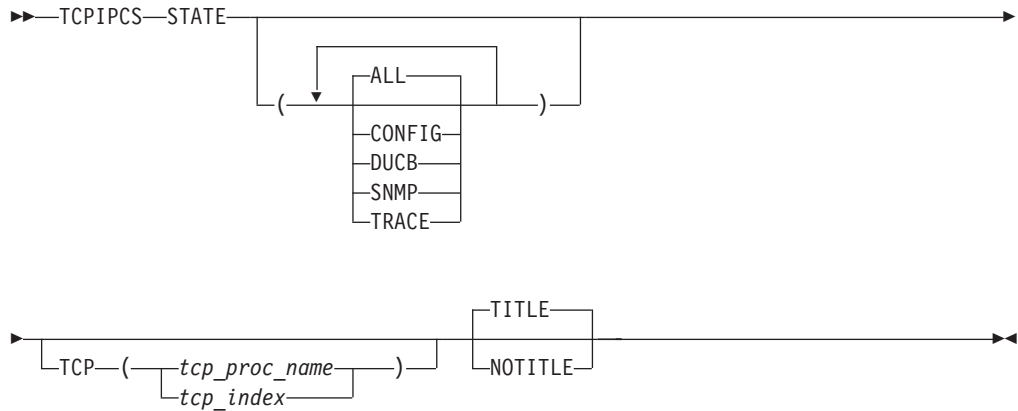 TCPIPCS STATE
ALL
( )
CONFIG
DUCB
SNMP
TRACE
TITLE
TCP ( tcp_proc_name ) NOTITLE
tcp_index